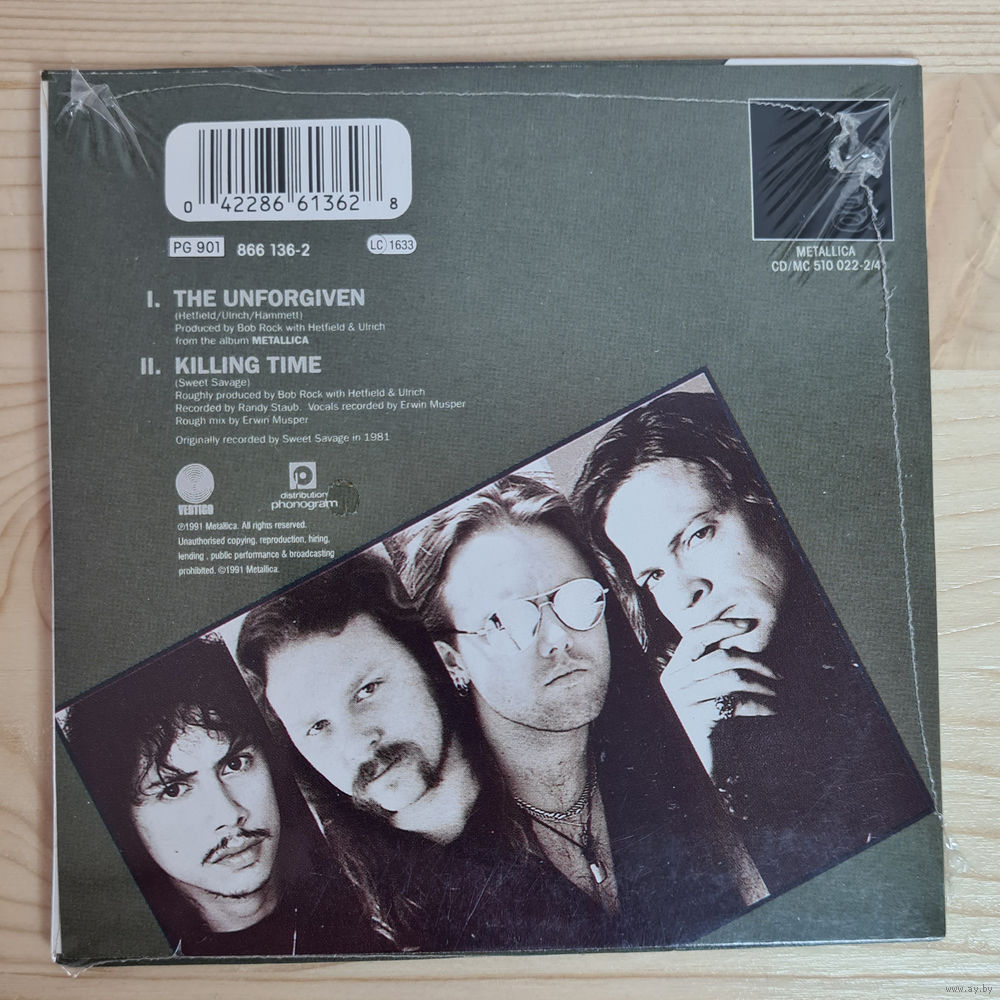 0 42286 61362 8
PG 901 866 136-2 LC 1633
METALLICA
CD/MC 510 022-2/4
I. THE UNFORGIVEN
(Hetfield/Ulrich/Hammett)
Produced by Bob Rock with Hetfield & Ulrich
from the album METALLICA
II. KILLING TIME
(Sweet Savage)
Roughly produced by Bob Rock with Hetfield & Ulrich
Recorded by Randy Staub. Vocals recorded by Erwin Musper
Rough mix by Erwin Musper
Originally recorded by Sweet Savage in 1981
VERTIGO
distribution
phonogram
℗1991 Metallica. All rights reserved.
Unauthorised copying, reproduction, hiring,
lending , public performance & broadcasting
prohibited. ©1991 Metallica.
www.ay.by